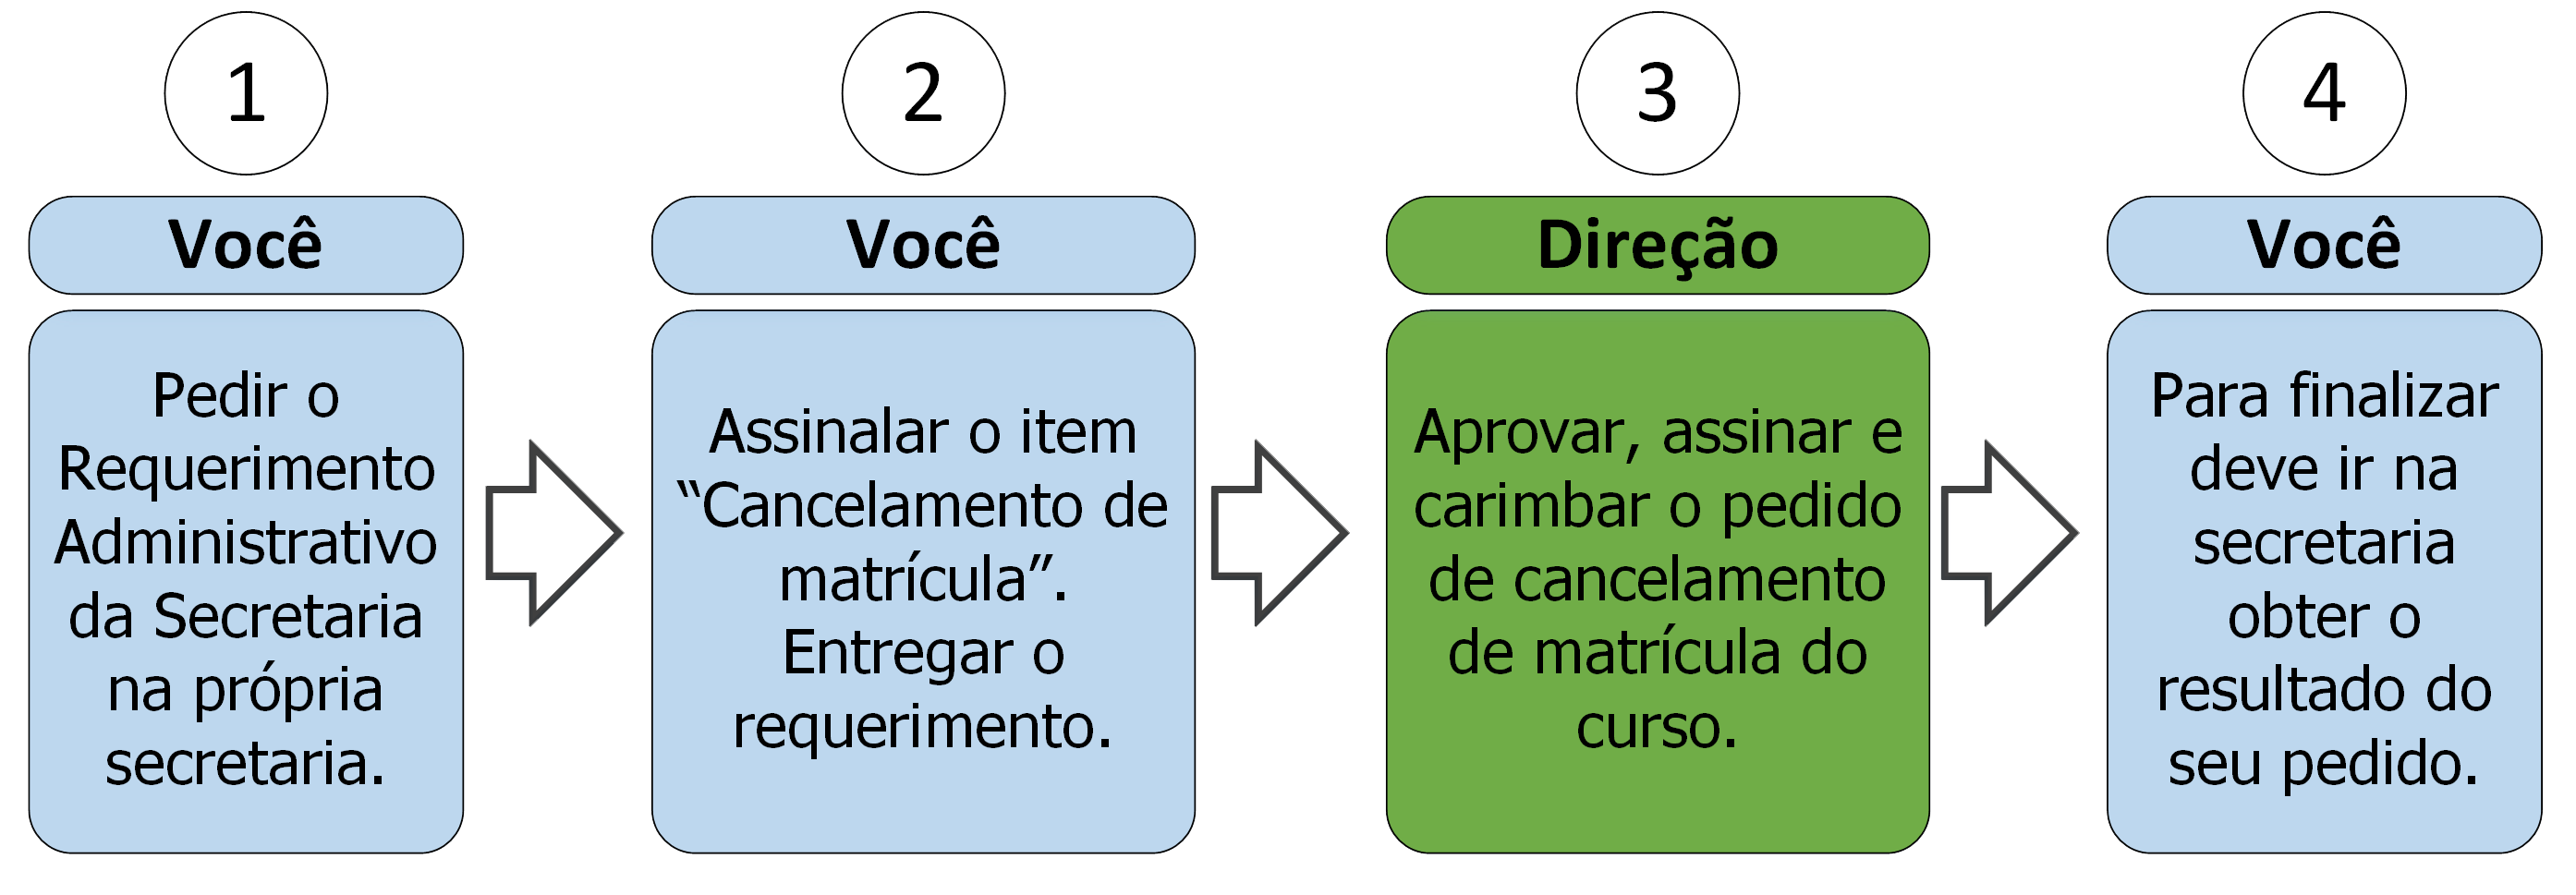 1
Você
Pedir o
Requerimento
Administrativo
da Secretaria
na própria
secretaria.
2
Você
Assinalar o item
“Cancelamento de
matrícula”.
Entregar o
requerimento.
3
Direção
Aprovar, assinar e
carimbar o pedido
de cancelamento
de matrícula do
curso.
4
Você
Para finalizar
deve ir na
secretaria
obter o
resultado do
seu pedido.